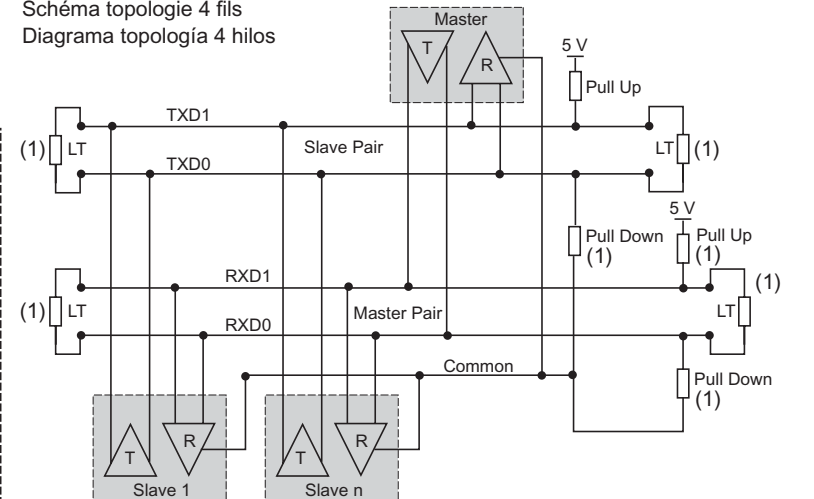 Schéma topologie 4 fils
Diagrama topología 4 hilos
Master
T
R
5 V
Pull Up
TXD1
(1)
LT
Slave Pair
LT
(1)
TXD0
5 V
Pull Down
(1)
Pull Up
(1)
RXD1
(1)
(1)
LT
Master Pair
LT
RXD0
Common
Pull Down
(1)
T
R
T
R
Slave 1
Slave n